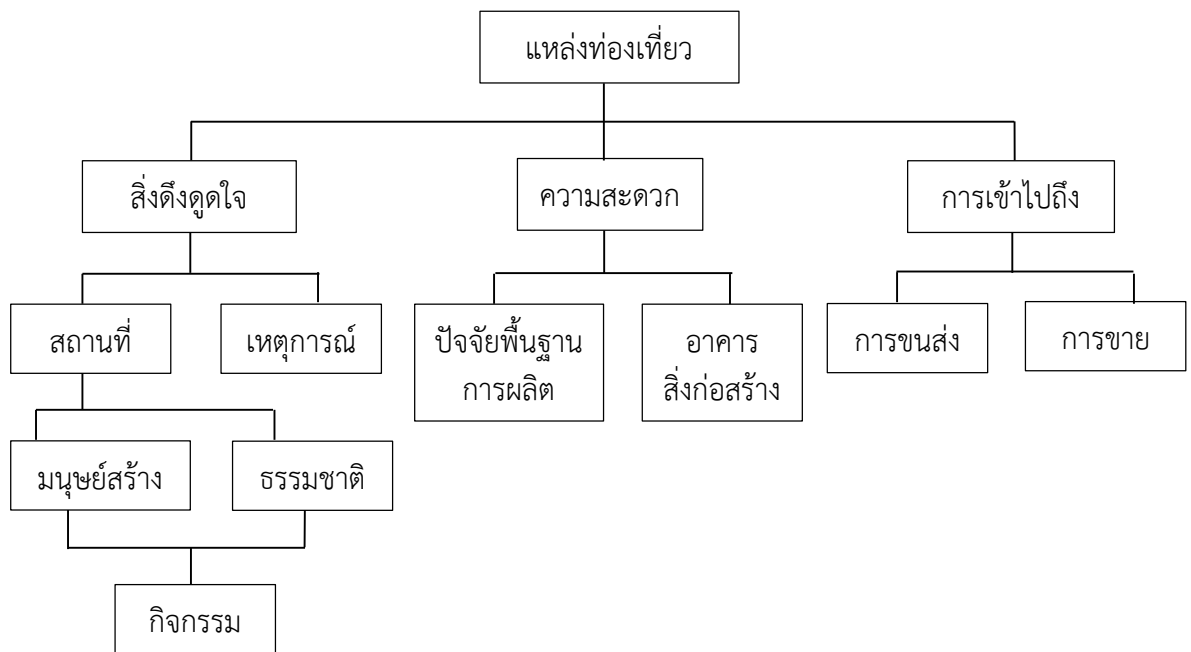 แหล่งท่องเที่ยว
สิ่งดึงดูดใจ
ความสะดวก
การเข้าไปถึง
สถานที่
เหตุการณ์
ปัจจัยพื้นฐาน
การผลิต
อาคาร
สิ่งก่อสร้าง
การขนส่ง
การขาย
มนุษย์สร้าง
ธรรมชาติ
กิจกรรม